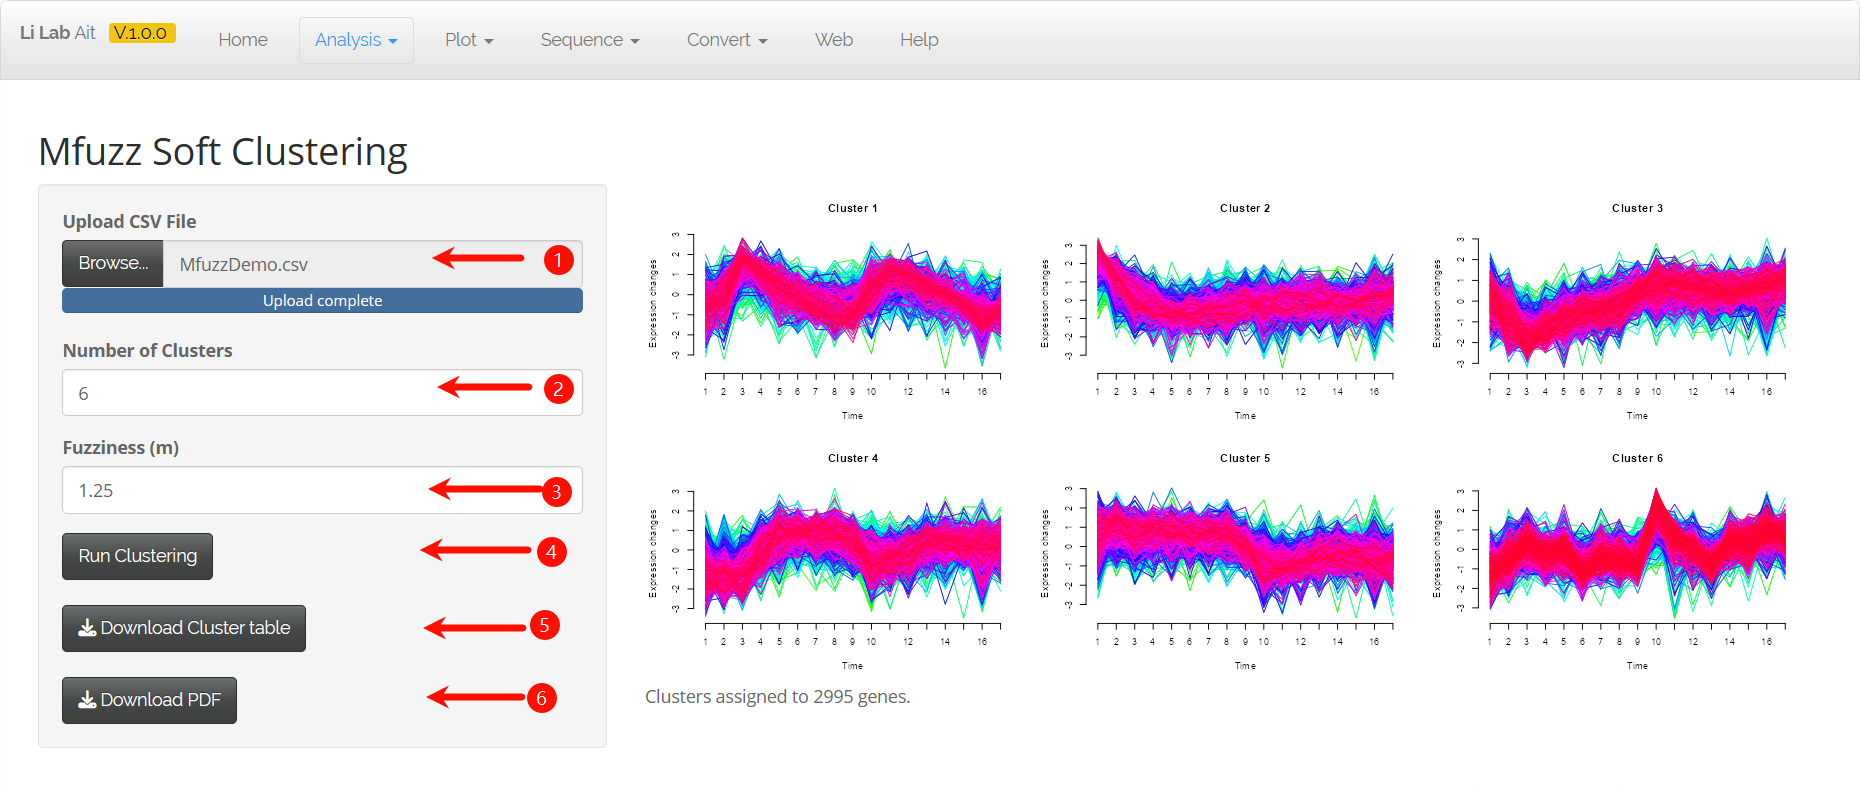 Li Lab Ait V.1.0.0 Home Analysis Plot Sequence Convert Web Help
Mfuzz Soft Clustering
Upload CSV File
Browse... MfuzzDemo.csv 1
Upload complete
Number of Clusters
6 2
Fuzziness (m)
1.25 3
Run Clustering 4
Download Cluster table 5
Download PDF 6
Cluster 1
Expression changes
3
2
1
0
-1
-2
-3
1 2 3 4 5 6 7 8 9 10 12 14 16
Time
Cluster 2
Expression changes
3
2
1
0
-1
-2
-3
1 2 3 4 5 6 7 8 9 10 12 14 16
Time
Cluster 3
Expression changes
3
2
1
0
-1
-2
-3
1 2 3 4 5 6 7 8 9 10 12 14 16
Time
Cluster 4
Expression changes
3
2
1
0
-1
-2
-3
1 2 3 4 5 6 7 8 9 10 12 14 16
Time
Cluster 5
Expression changes
3
2
1
0
-1
-2
-3
1 2 3 4 5 6 7 8 9 10 12 14 16
Time
Cluster 6
Expression changes
3
2
1
0
-1
-2
-3
1 2 3 4 5 6 7 8 9 10 12 14 16
Time
Clusters assigned to 2995 genes.